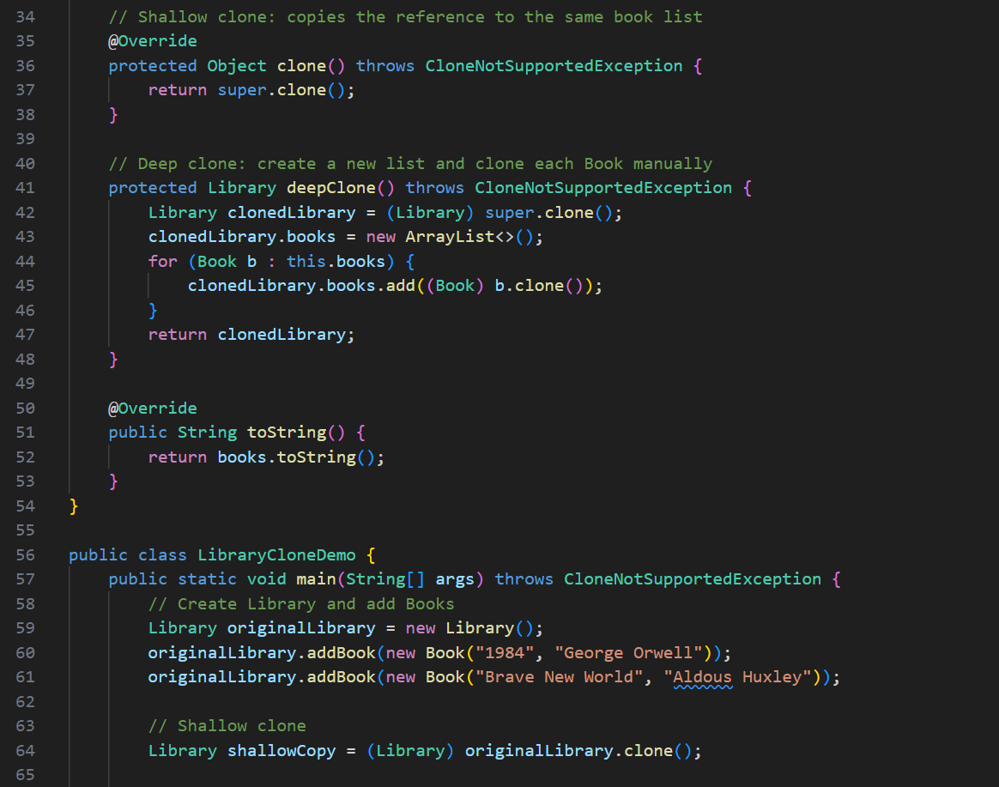 34 // Shallow clone: copies the reference to the same book list
35 @Override
36 protected Object clone() throws CloneNotSupportedException {
37 return super.clone();
38 }
39
40 // Deep clone: create a new list and clone each Book manually
41 protected Library deepClone() throws CloneNotSupportedException {
42 Library clonedLibrary = (Library) super.clone();
43 clonedLibrary.books = new ArrayList<>();
44 for (Book b : this.books) {
45 clonedLibrary.books.add((Book) b.clone());
46 }
47 return clonedLibrary;
48 }
49
50 @Override
51 public String toString() {
52 return books.toString();
53 }
54 }
55
56 public class LibraryCloneDemo {
57 public static void main(String[] args) throws CloneNotSupportedException {
58 // Create Library and add Books
59 Library originalLibrary = new Library();
60 originalLibrary.addBook(new Book("1984", "George Orwell"));
61 originalLibrary.addBook(new Book("Brave New World", "Aldous Huxley"));
62
63 // Shallow clone
64 Library shallowCopy = (Library) originalLibrary.clone();
65